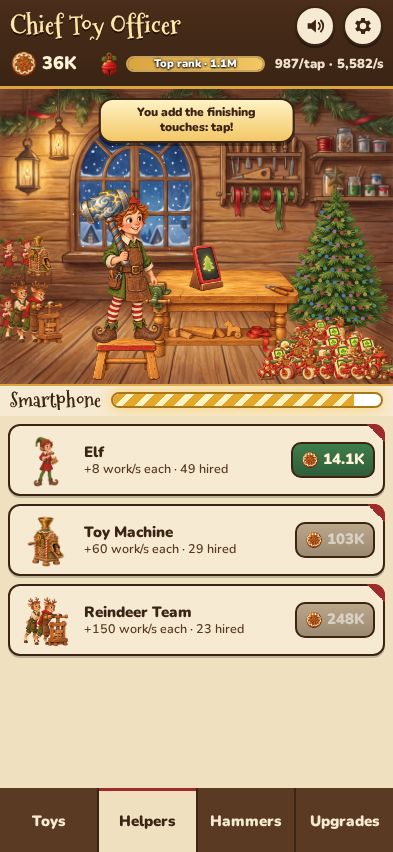 Chief Toy Officer
36K
Top rank · 1.1M
987/tap · 5,582/s
You add the finishing
touches: tap!
Smartphone
Elf
+8 work/s each · 49 hired
14.1K
Toy Machine
+60 work/s each · 29 hired
103K
Reindeer Team
+150 work/s each · 23 hired
248K
Toys
Helpers
Hammers
Upgrades